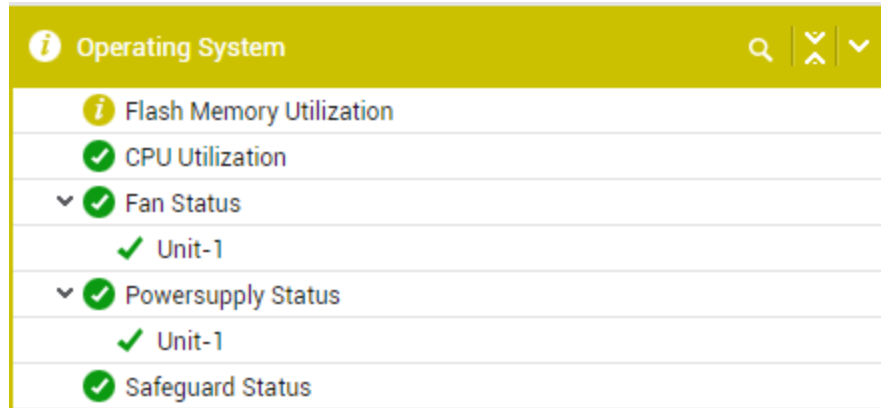 Operating System
Flash Memory Utilization
CPU Utilization
Fan Status
Unit-1
Powersupply Status
Unit-1
Safeguard Status